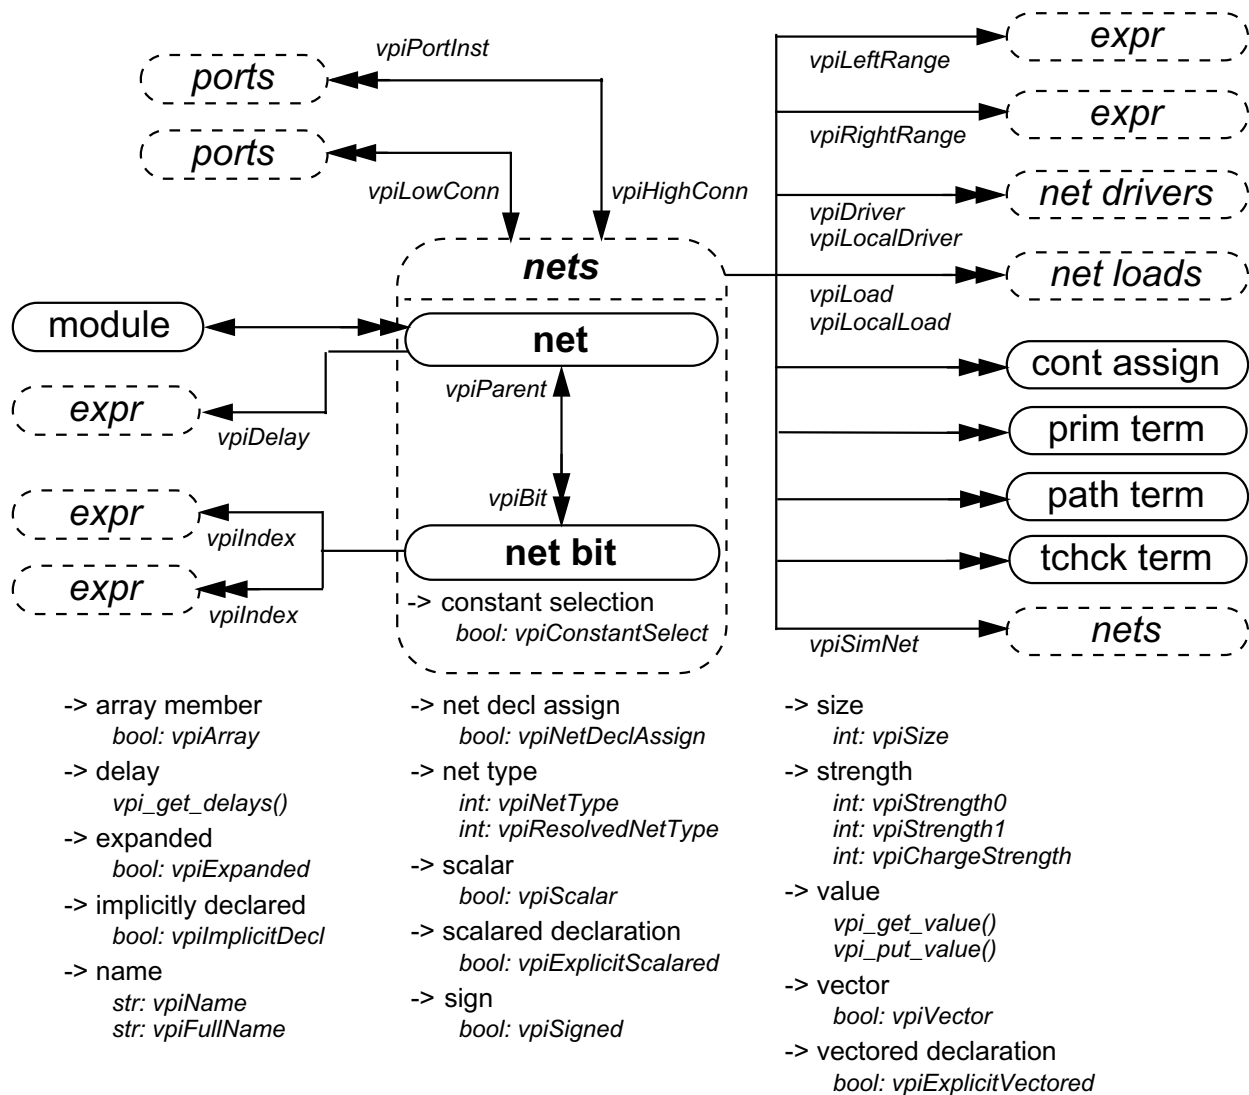 vpiPortInst
ports
ports
vpiLowConn
vpiHighConn
nets
module
net
expr
vpiDelay
vpiParent
vpiBit
expr
vpiIndex
expr
vpiIndex
net bit
-> constant selection
bool: vpiConstantSelect
expr
vpiLeftRange
expr
vpiRightRange
net drivers
vpiDriver
vpiLocalDriver
net loads
vpiLoad
vpiLocalLoad
cont assign
prim term
path term
tchck term
nets
vpiSimNet
-> array member
bool: vpiArray
-> delay
vpi_get_delays()
-> expanded
bool: vpiExpanded
-> implicitly declared
bool: vpiImplicitDecl
-> name
str: vpiName
str: vpiFullName
-> net decl assign
bool: vpiNetDeclAssign
-> net type
int: vpiNetType
int: vpiResolvedNetType
-> scalar
bool: vpiScalar
-> scalared declaration
bool: vpiExplicitScalared
-> sign
bool: vpiSigned
-> size
int: vpiSize
-> strength
int: vpiStrength0
int: vpiStrength1
int: vpiChargeStrength
-> value
vpi_get_value()
vpi_put_value()
-> vector
bool: vpiVector
-> vectored declaration
bool: vpiExplicitVectored